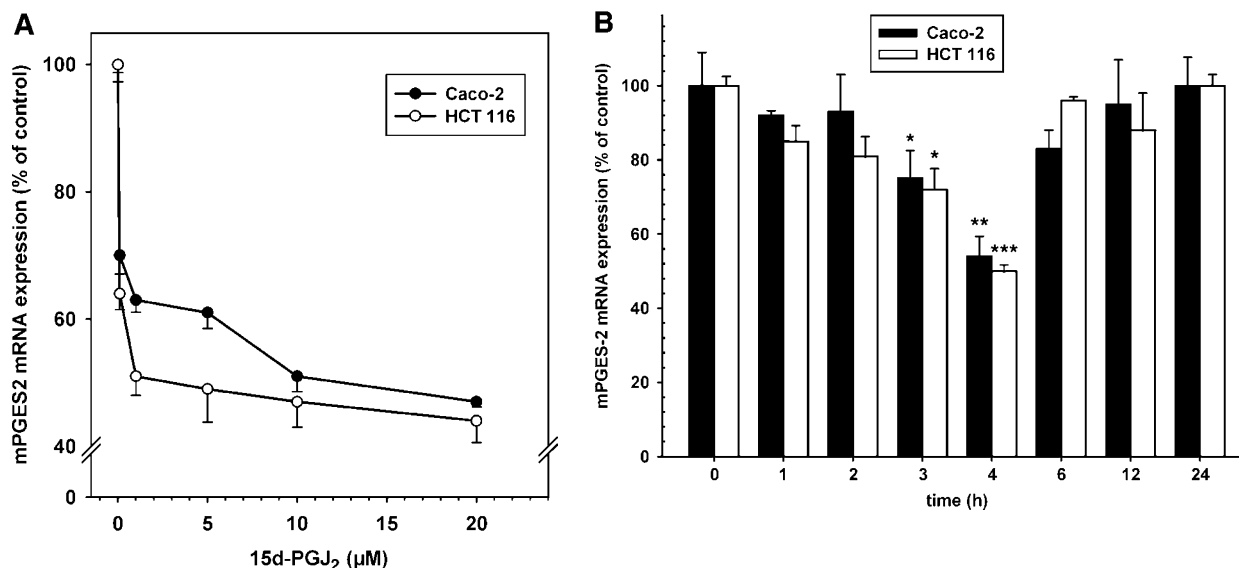 A
mPGES2 mRNA expression (% of control)
100
80
60
40
0
Caco-2
HCT 116
0 5 10 15 20
15d-PGJ₂ (µM)
B
mPGES-2 mRNA expression (% of control)
100
80
60
40
20
0
Caco-2
HCT 116
* *
** ***
0 1 2 3 4 6 12 24
time (h)